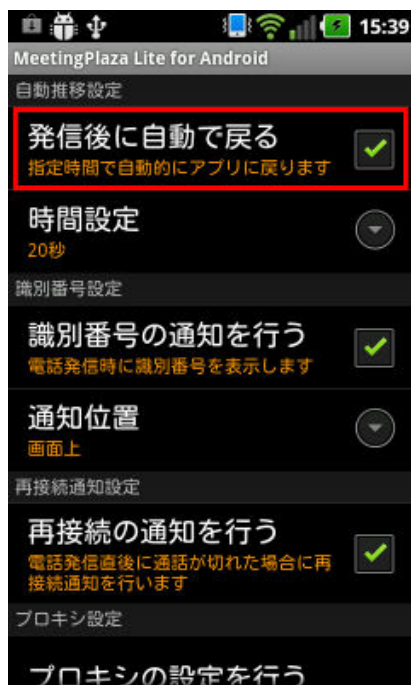 15:39
MeetingPlaza Lite for Android
自動推移設定
発信後に自動で戻る
指定時間で自動的にアプリに戻ります
時間設定
20秒
識別番号設定
識別番号の通知を行う
電話発信時に識別番号を表示します
通知位置
画面上
再接続通知設定
再接続の通知を行う
電話発信直後に通話が切れた場合に再
接続通知を行います
プロキシ設定
プロキシの設定を行う